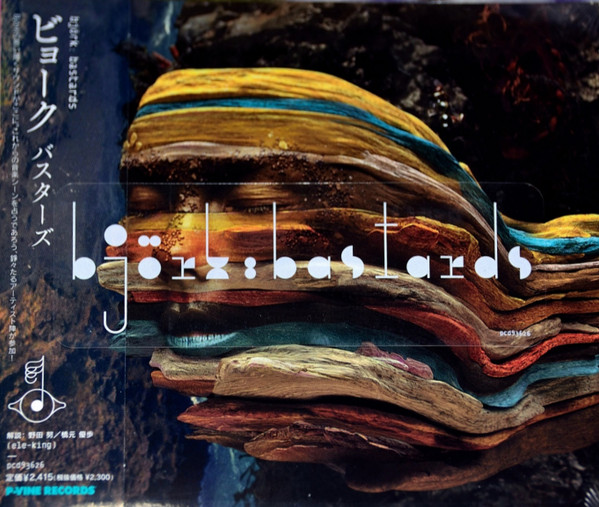 björk bastards
ビョーク
バスターズ
björk:bastards
PCD93626
解説：野田 努／橋元 優歩
(ele-king)
PCD93626
定価¥2,415(税抜価格 ¥2,300)
P-VINE RECORDS